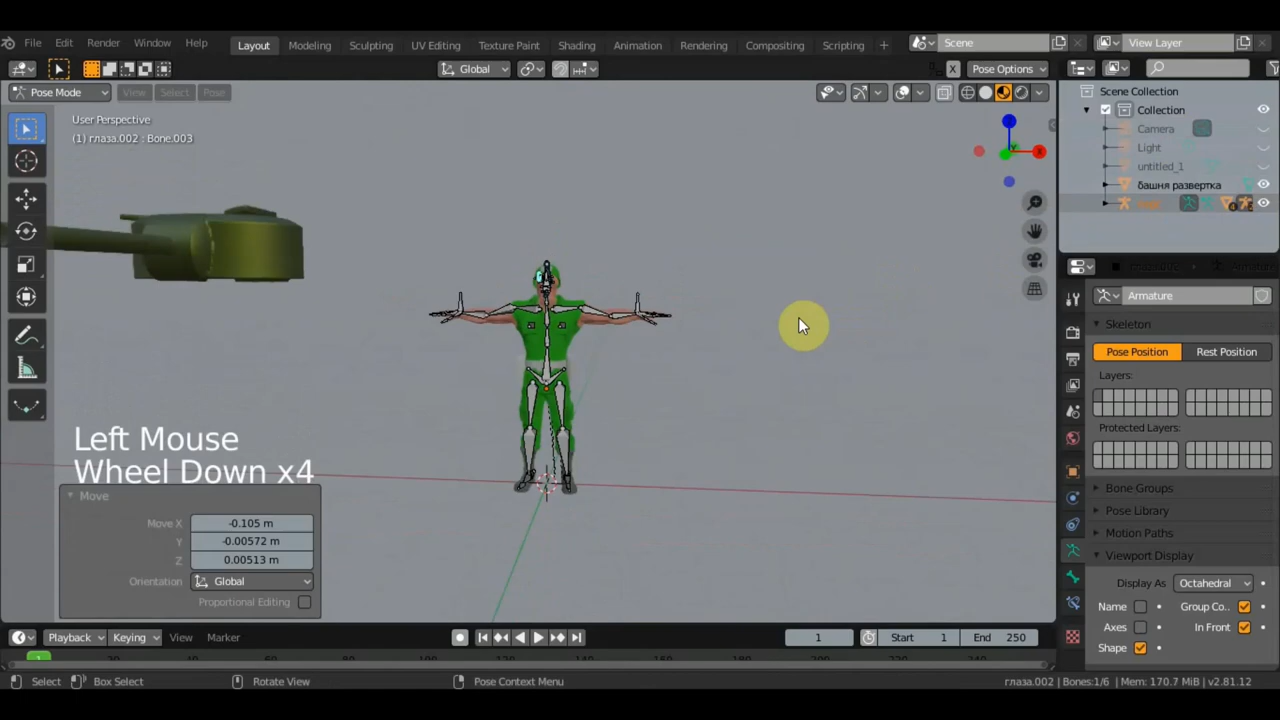 File Edit Render Window Help Layout Modeling Sculpting UV Editing Texture Paint Shading Animation Rendering Compositing Scripting + Scene View Layer
Global X Pose Options
Pose Mode View Select Pose
Scene Collection
Collection
Camera
Light
untitled_1
башня развертка
User Perspective
(1) глаза.002 : Bone.003
Z
Y
X
Armature
Skeleton
Pose Position Rest Position
Layers:
Protected Layers:
Bone Groups
Pose Library
Motion Paths
Viewport Display
Display As Octahedral
Name Group Co..
Axes In Front
Shape
Left Mouse
Wheel Down x4
Move
Move X -0.105 m
Y -0.00572 m
Z 0.00513 m
Orientation Global
Proportional Editing
Playback Keying View Marker 1 Start 1 End 250
1
Select Box Select Rotate View Pose Context Menu глаза.002 | Bones:1/6 | Mem: 170.7 MiB | v2.81.12